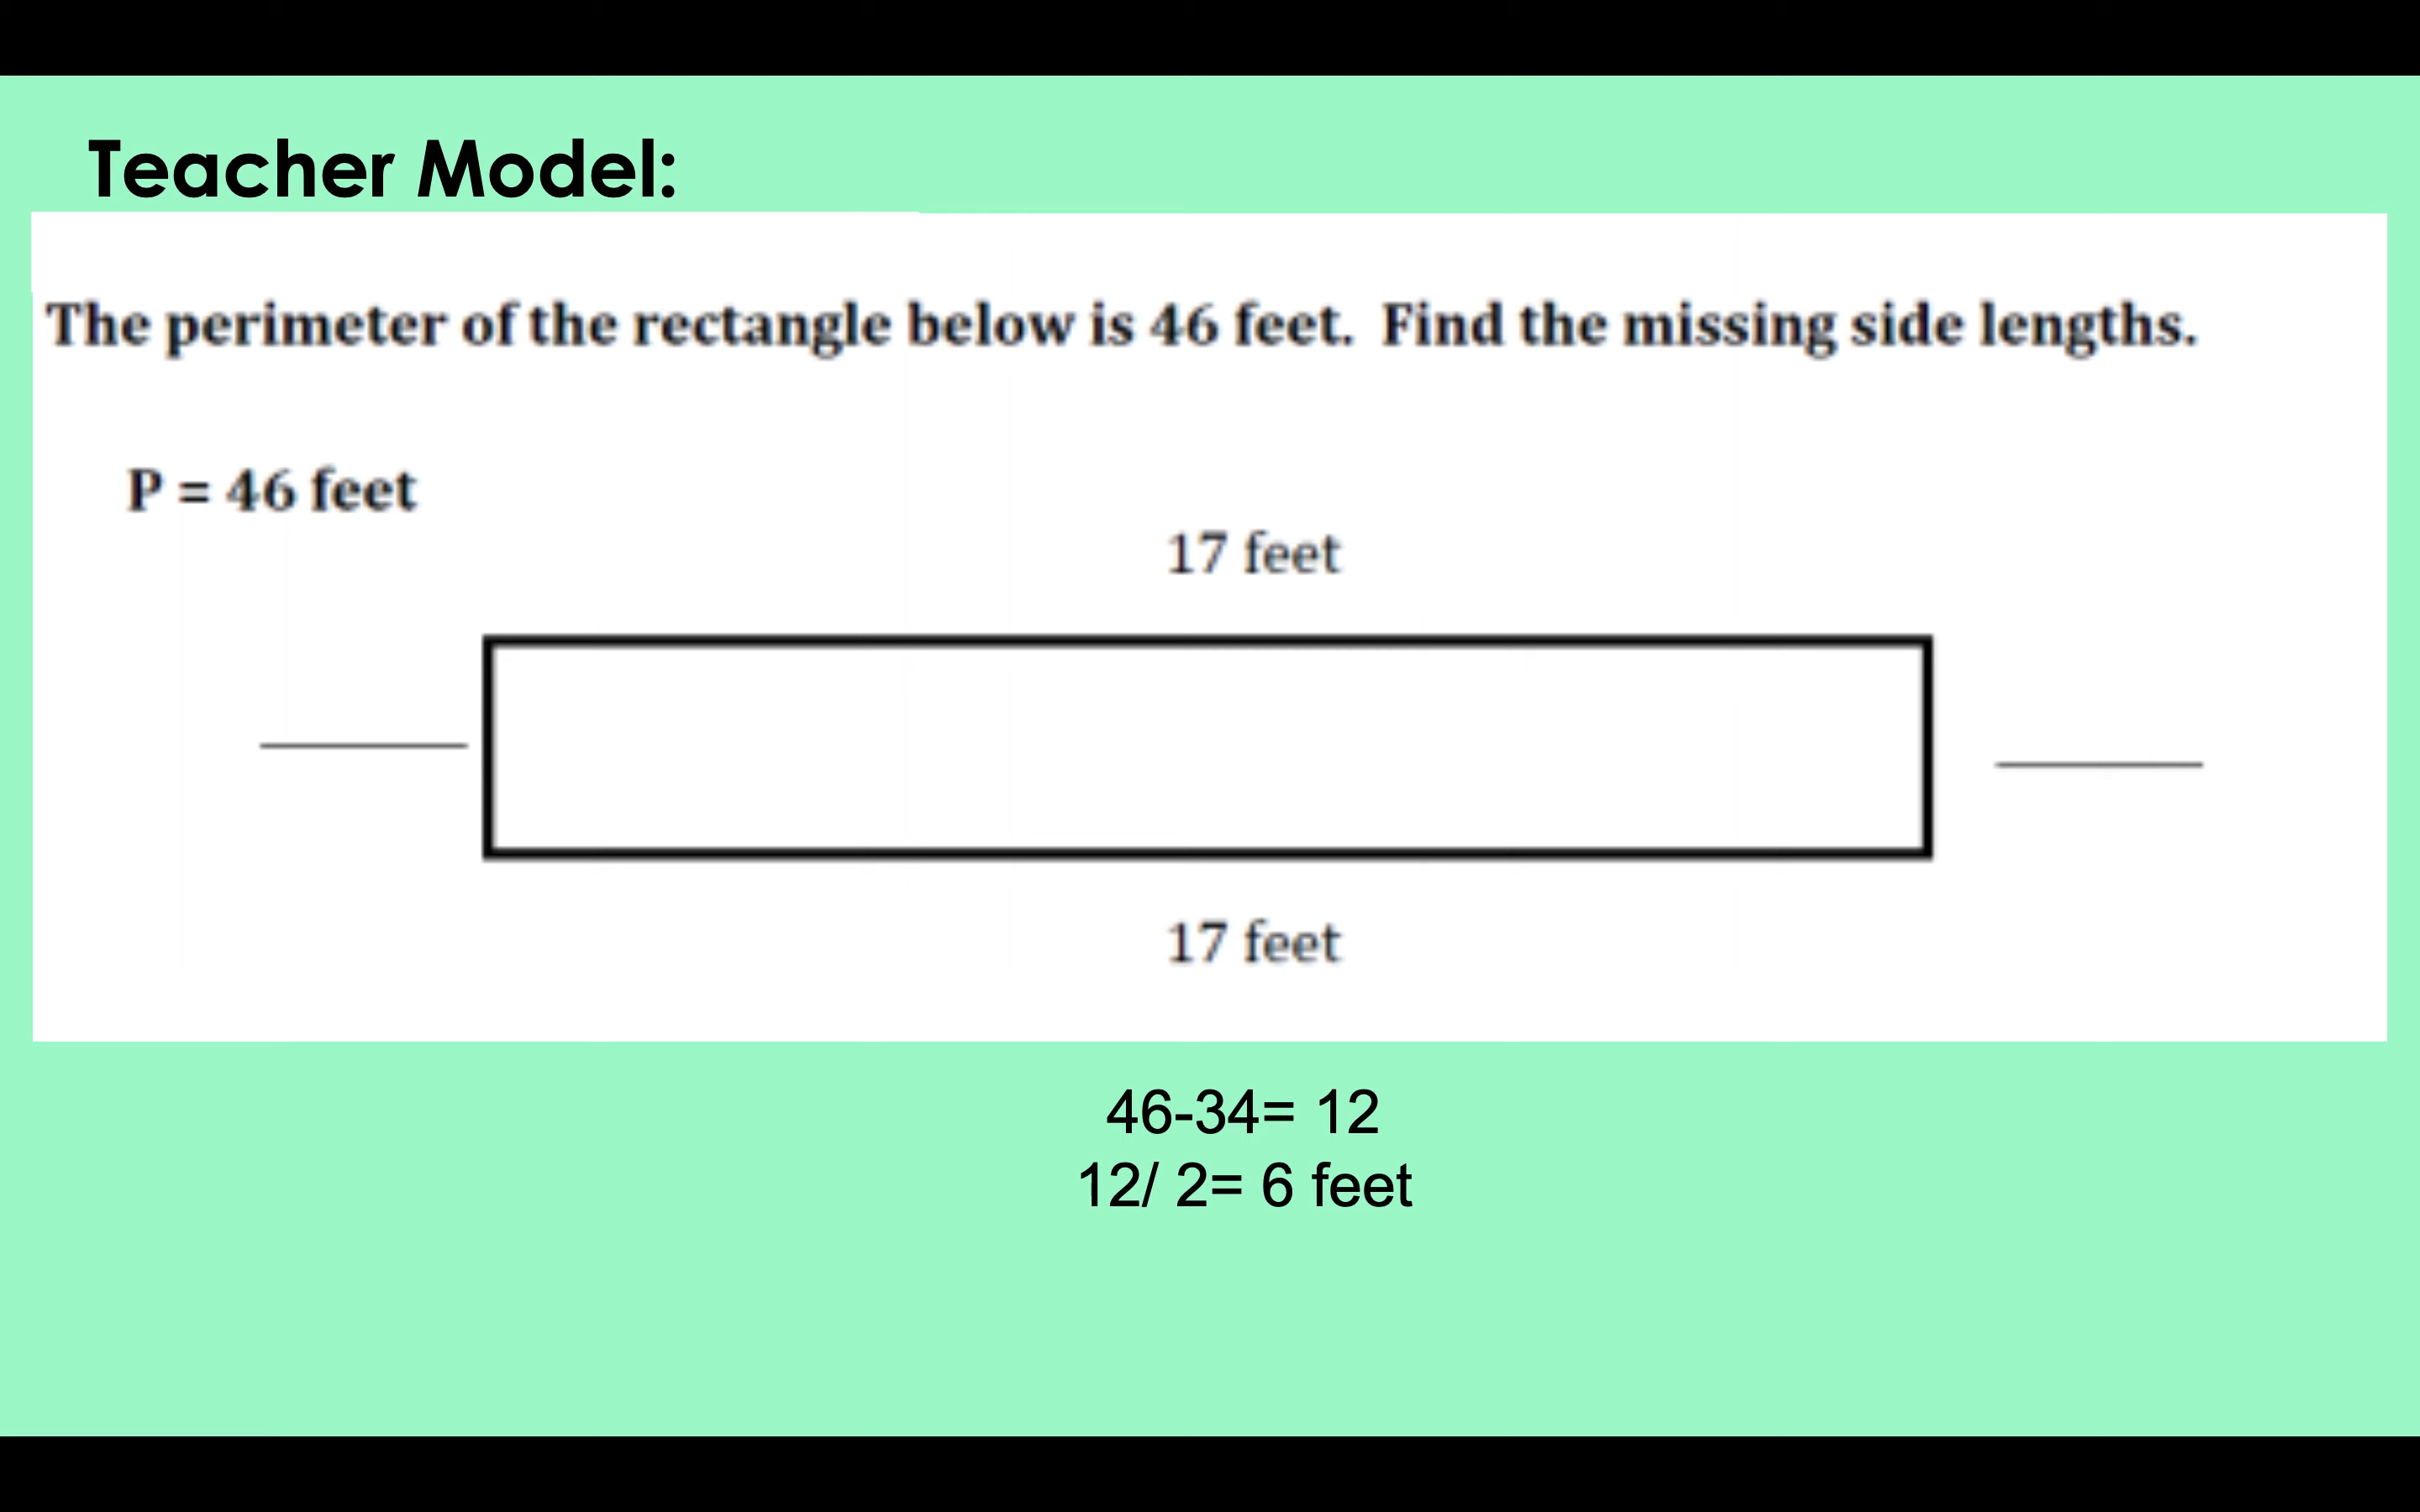 Teacher Model:
The perimeter of the rectangle below is 46 feet. Find the missing side lengths.
P = 46 feet
17 feet
17 feet
46-34= 12
12/ 2= 6 feet